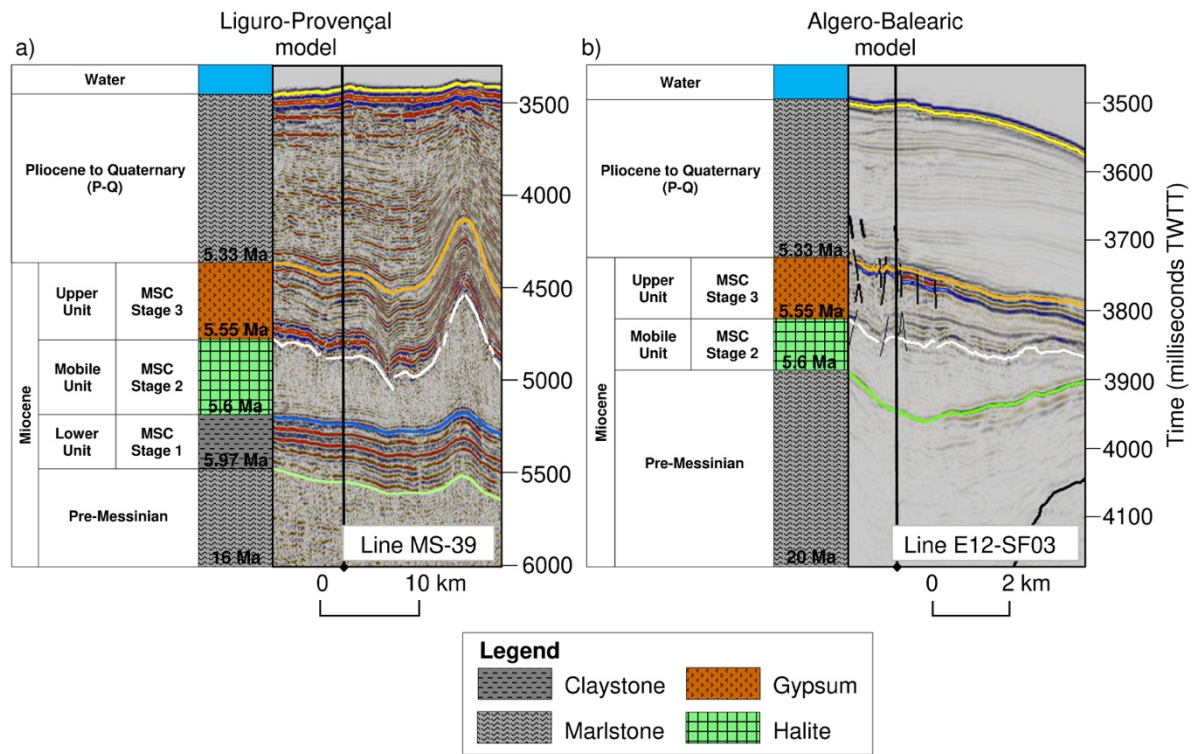 Liguro-Provençal
model
a)
Water
Pliocene to Quaternary
(P-Q)
5.33 Ma
Miocene
Upper
Unit
MSC
Stage 3
5.55 Ma
Mobile
Unit
MSC
Stage 2
5.6 Ma
Lower
Unit
MSC
Stage 1
5.97 Ma
Pre-Messinian
16 Ma
Line MS-39
3500
4000
4500
5000
5500
6000
0 10 km
Algero-Balearic
model
b)
Water
Pliocene to Quaternary
(P-Q)
5.33 Ma
Miocene
Upper
Unit
MSC
Stage 3
5.55 Ma
Mobile
Unit
MSC
Stage 2
5.6 Ma
Pre-Messinian
20 Ma
Line E12-SF03
3500
3600
3700
3800
3900
4000
4100
Time (milliseconds TWTT)
0 2 km
Legend
Claystone
Gypsum
Marlstone
Halite